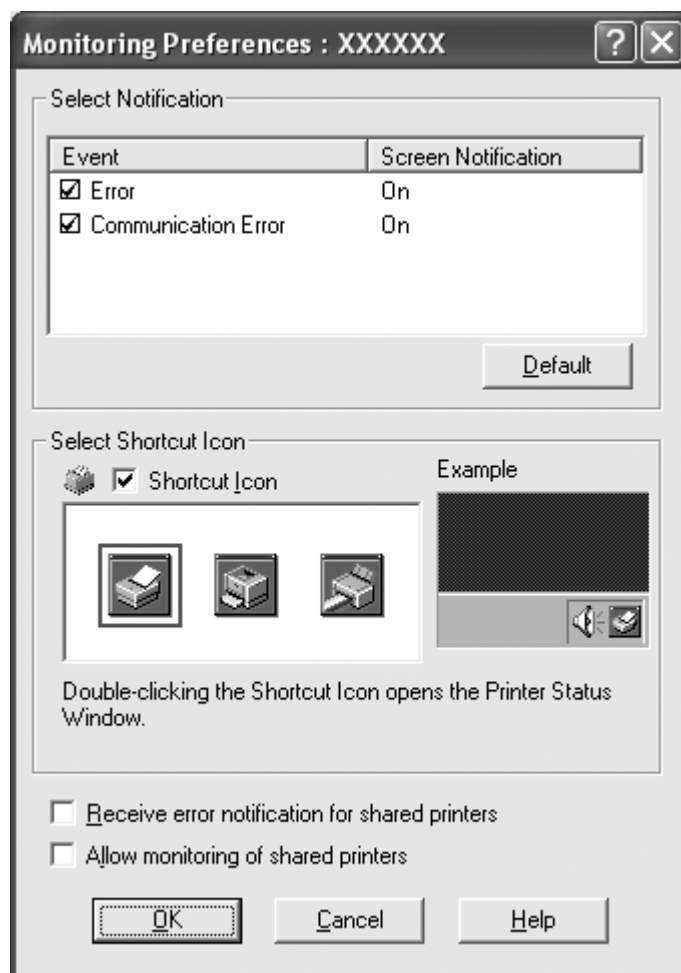 Monitoring Preferences : XXXXXX
Select Notification
Event Screen Notification
Error On
Communication Error On
Default
Select Shortcut Icon
Shortcut Icon
Example
Double-clicking the Shortcut Icon opens the Printer Status
Window.
Receive error notification for shared printers
Allow monitoring of shared printers
OK Cancel Help